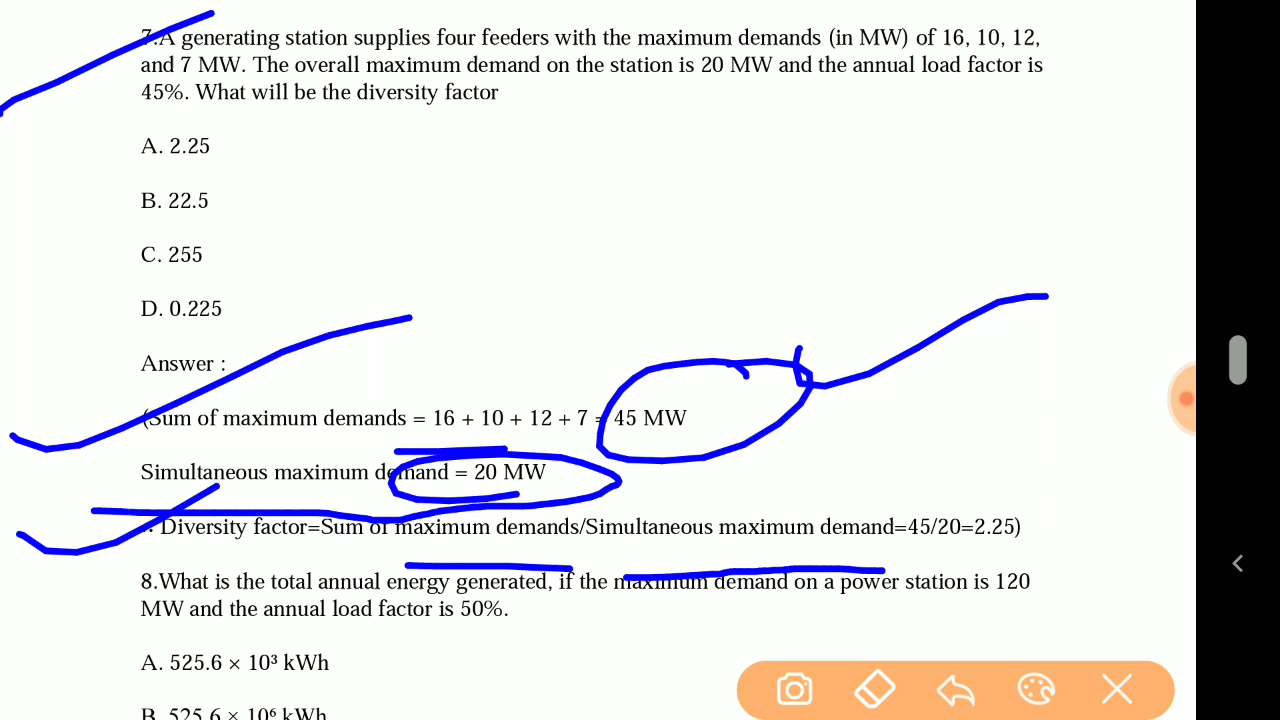 7.A generating station supplies four feeders with the maximum demands (in MW) of 16, 10, 12,
and 7 MW. The overall maximum demand on the station is 20 MW and the annual load factor is
45%. What will be the diversity factor
A. 2.25
B. 22.5
C. 255
D. 0.225
Answer :
(Sum of maximum demands = 16 + 10 + 12 + 7 = 45 MW
Simultaneous maximum demand = 20 MW
∴ Diversity factor=Sum of maximum demands/Simultaneous maximum demand=45/20=2.25)
8.What is the total annual energy generated, if the maximum demand on a power station is 120
MW and the annual load factor is 50%.
A. 525.6 × 10³ kWh
B. 525.6 × 10⁶ kWh